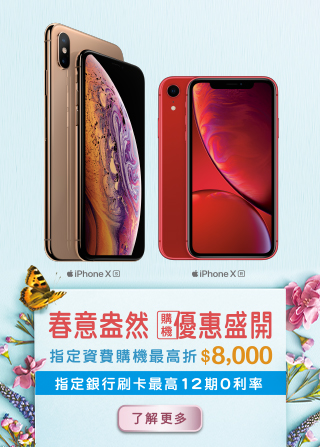 iPhone XS
iPhone XR
春意盎然 購機 優惠盛開
指定資費購機最高折 $8,000
指定銀行刷卡最高12期0利率
了解更多